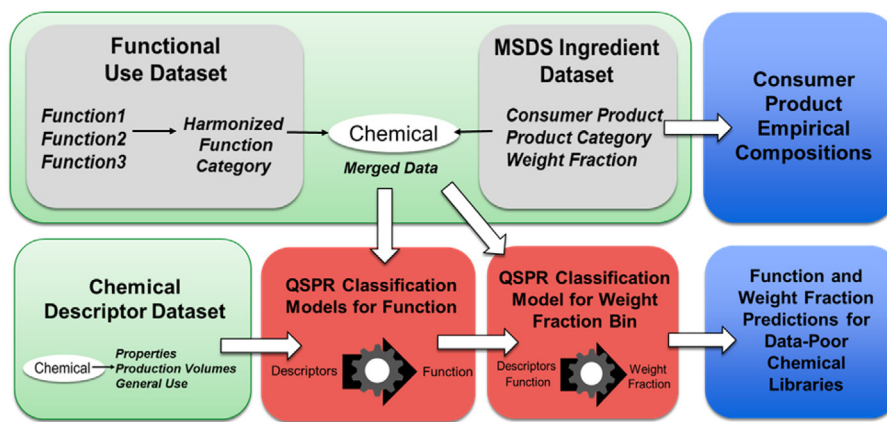 Functional
Use Dataset
Function1
Function2
Function3
Harmonized
Function
Category
Chemical
Merged Data
MSDS Ingredient
Dataset
Consumer Product
Product Category
Weight Fraction
Consumer
Product
Empirical
Compositions
Chemical
Descriptor Dataset
Chemical
Properties
Production Volumes
General Use
QSPR Classification
Models for Function
Descriptors
Function
QSPR Classification
Model for Weight
Fraction Bin
Descriptors
Function
Weight
Fraction
Function and
Weight Fraction
Predictions for
Data-Poor
Chemical
Libraries